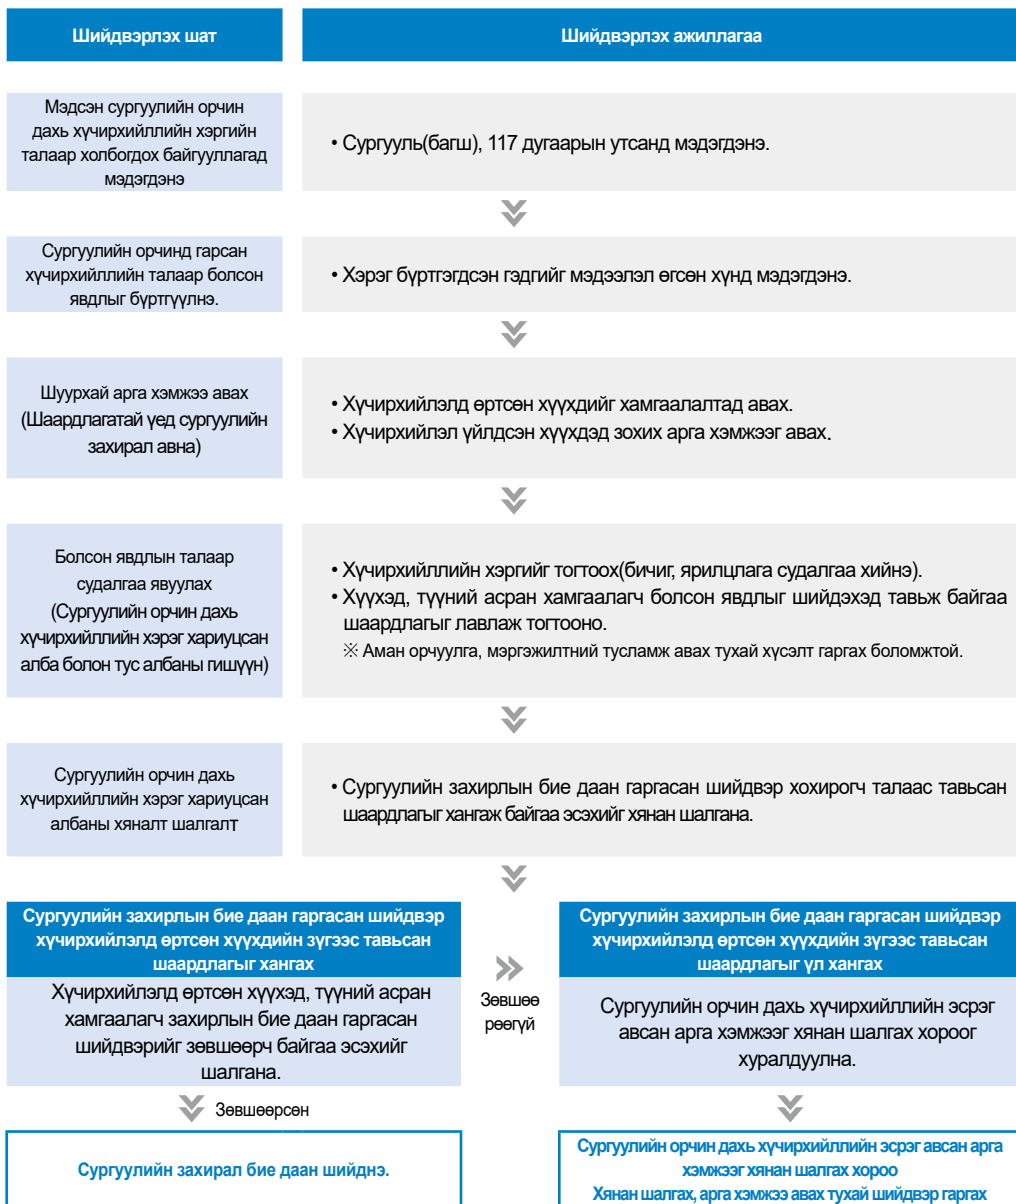 Шийдвэрлэх шат
Шийдвэрлэх ажиллагаа
Мэдсэн сургуулийн орчин
дахь хүчирхийллийн хэргийн
талаар холбогдох байгууллагад
мэдэгдэнэ
• Сургууль(багш), 117 дугаарын утсанд мэдэгдэнэ.
Сургуулийн орчинд гарсан
хүчирхийллийн талаар болсон
явдлыг бүртгүүлнэ.
• Хэрэг бүртгэгдсэн гэдгийг мэдээлэл өгсөн хүнд мэдэгдэнэ.
Шуурхай арга хэмжээ авах
(Шаардлагатай үед сургуулийн
захирал авна)
• Хүчирхийлэлд өртсөн хүүхдийг хамгаалалтад авах.
• Хүчирхийлэл үйлдсэн хүүхдэд зохих арга хэмжээг авах.
Болсон явдлын талаар
судалгаа явуулах
(Сургуулийн орчин дахь
хүчирхийллийн хэрэг хариуцсан
алба болон тус албаны гишүүн)
• Хүчирхийллийн хэргийг тогтоох(бичиг, ярилцлага судалгаа хийнэ).
• Хүүхэд, түүний асран хамгаалагч болсон явдлыг шийдэхэд тавьж байгаа
шаардлагыг лавлаж тогтооно.
※ Аман орчуулга, мэргэжилтний тусламж авах тухай хүсэлт гаргах боломжтой.
Сургуулийн орчин дахь
хүчирхийллийн хэрэг хариуцсан
албаны хяналт шалгалт
• Сургуулийн захирлын бие даан гаргасан шийдвэр хохирогч талаас тавьсан
шаардлагыг хангаж байгаа эсэхийг хянан шалгана.
Сургуулийн захирлын бие даан гаргасан шийдвэр
хүчирхийлэлд өртсөн хүүхдийн зүгээс тавьсан
шаардлагыг хангах
Хүчирхийлэлд өртсөн хүүхэд, түүний асран
хамгаалагч захирлын бие даан гаргасан
шийдвэрийг зөвшөөрч байгаа эсэхийг
шалгана.
Зөвшөө
рөөгүй
Сургуулийн захирлын бие даан гаргасан шийдвэр
хүчирхийлэлд өртсөн хүүхдийн зүгээс тавьсан
шаардлагыг үл хангах
Сургуулийн орчин дахь хүчирхийллийн эсрэг
авсан арга хэмжээг хянан шалгах хороог
хуралдуулна.
Зөвшөөрсөн
Сургуулийн захирал бие даан шийднэ.
Сургуулийн орчин дахь хүчирхийллийн эсрэг авсан арга
хэмжээг хянан шалгах хороо
Хянан шалгах, арга хэмжээ авах тухай шийдвэр гаргах